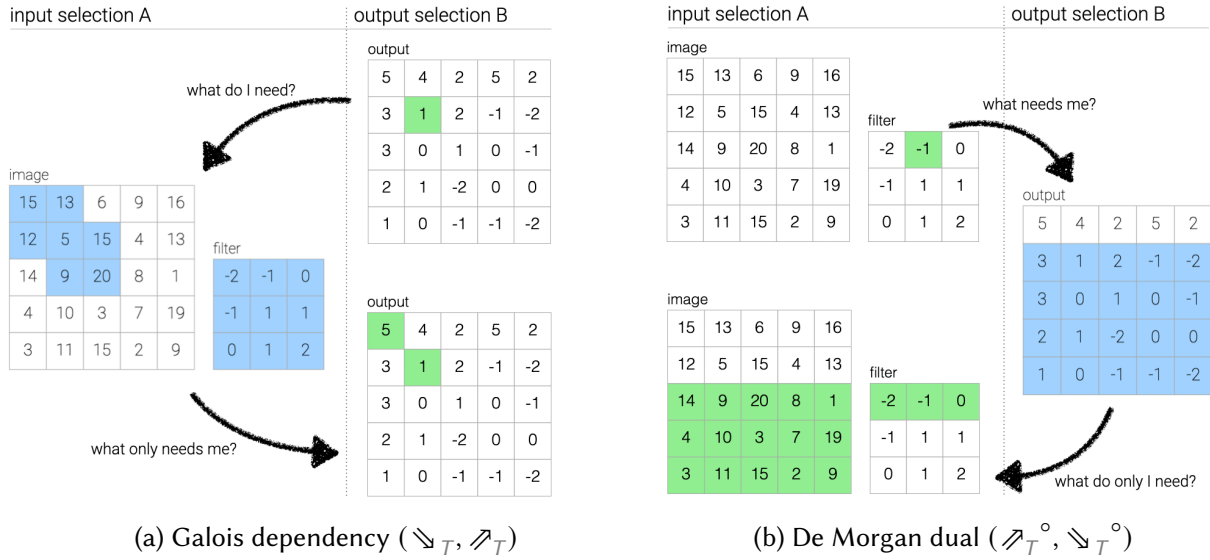 input selection A
output selection B
output
5 4 2 5 2
3 1 2 -1 -2
3 0 1 0 -1
2 1 -2 0 0
1 0 -1 -1 -2
what do I need?
image
15 13 6 9 16
12 5 15 4 13
14 9 20 8 1
4 10 3 7 19
3 11 15 2 9
filter
-2 -1 0
-1 1 1
0 1 2
what only needs me?
output
5 4 2 5 2
3 1 2 -1 -2
3 0 1 0 -1
2 1 -2 0 0
1 0 -1 -1 -2
(a) Galois dependency (⇘T, ⇗T)
input selection A
output selection B
image
15 13 6 9 16
12 5 15 4 13
14 9 20 8 1
4 10 3 7 19
3 11 15 2 9
filter
-2 -1 0
-1 1 1
0 1 2
what needs me?
output
5 4 2 5 2
3 1 2 -1 -2
3 0 1 0 -1
2 1 -2 0 0
1 0 -1 -1 -2
what do only I need?
image
15 13 6 9 16
12 5 15 4 13
14 9 20 8 1
4 10 3 7 19
3 11 15 2 9
filter
-2 -1 0
-1 1 1
0 1 2
(b) De Morgan dual (⇗T°, ⇘T°)